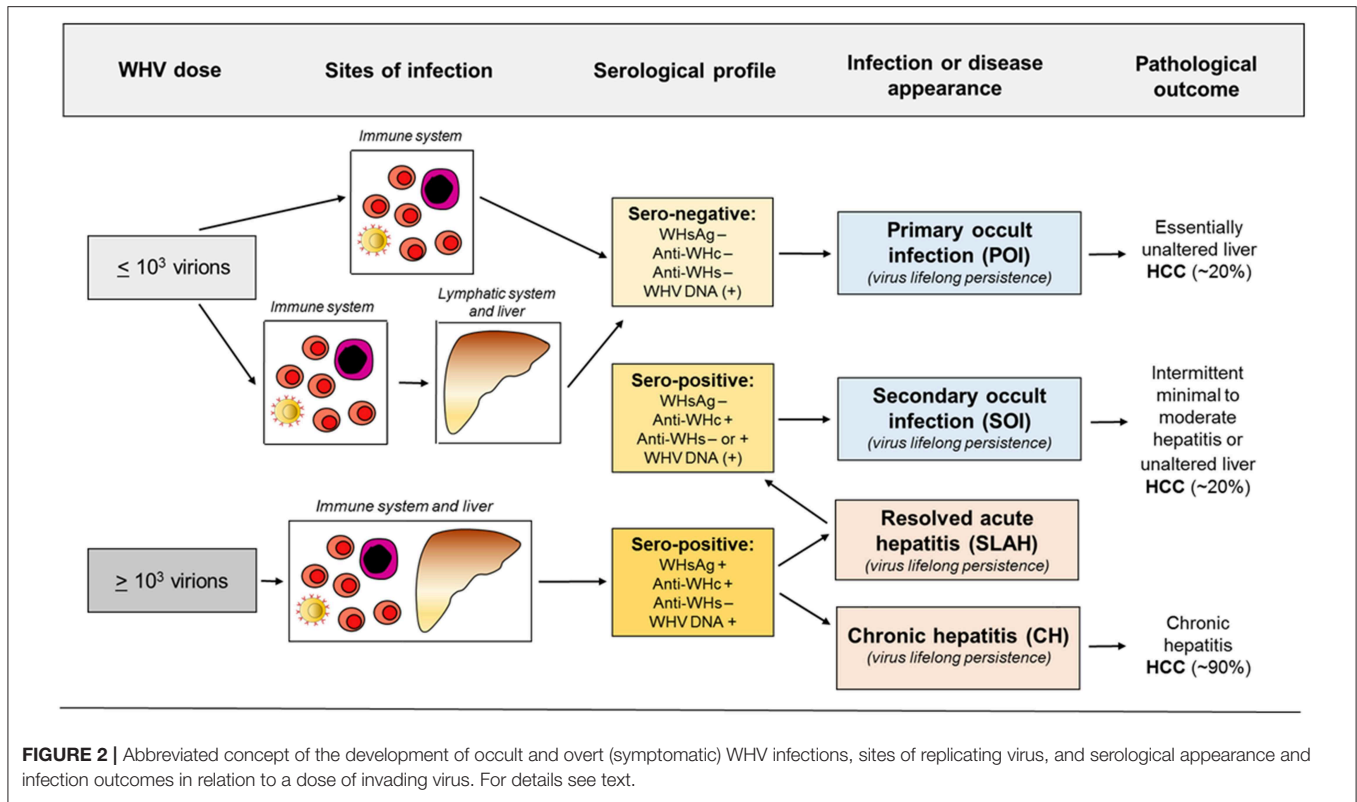 WHV dose
Sites of infection
Serological profile
Infection or disease
appearance
Pathological
outcome
Immune system
≤ 10³ virions
Immune system
Lymphatic system
and liver
Sero-negative:
WHsAg –
Anti-WHc –
Anti-WHs –
WHV DNA (+)
Primary occult
infection (POI)
(virus lifelong persistence)
Essentially
unaltered liver
HCC (~20%)
Sero-positive:
WHsAg –
Anti-WHc +
Anti-WHs – or +
WHV DNA (+)
Secondary occult
infection (SOI)
(virus lifelong persistence)
Intermittent
minimal to
moderate
hepatitis or
unaltered liver
HCC (~20%)
≥ 10³ virions
Immune system and liver
Sero-positive:
WHsAg +
Anti-WHc +
Anti-WHs –
WHV DNA +
Resolved acute
hepatitis (SLAH)
(virus lifelong persistence)
Chronic hepatitis (CH)
(virus lifelong persistence)
Chronic
hepatitis
HCC (~90%)
FIGURE 2 | Abbreviated concept of the development of occult and overt (symptomatic) WHV infections, sites of replicating virus, and serological appearance and
infection outcomes in relation to a dose of invading virus. For details see text.